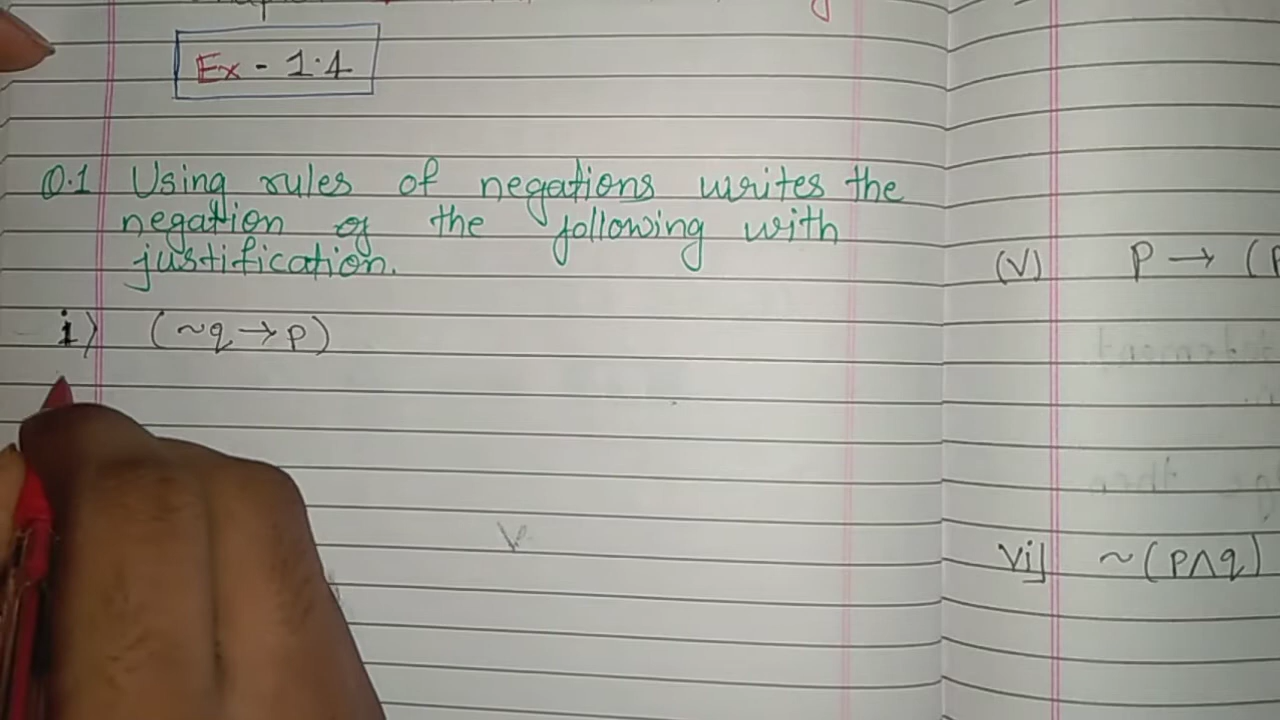 Ex - 1.4
Q.1 Using rules of negations writes the
negation of the following with
justification.
i) (~q → p)
(v) p → (p
vi) ~(p∧q)